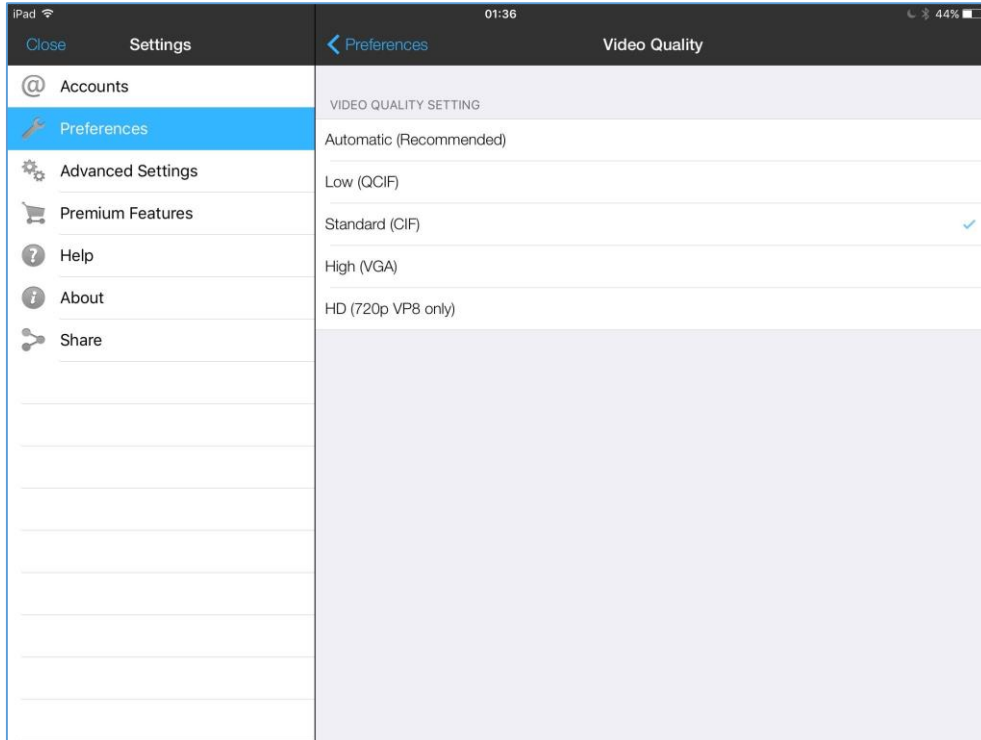 iPad 01:36 44%
Close Settings
Preferences Video Quality
Accounts
Preferences
Advanced Settings
Premium Features
Help
About
Share
VIDEO QUALITY SETTING
Automatic (Recommended)
Low (QCIF)
Standard (CIF)
High (VGA)
HD (720p VP8 only)